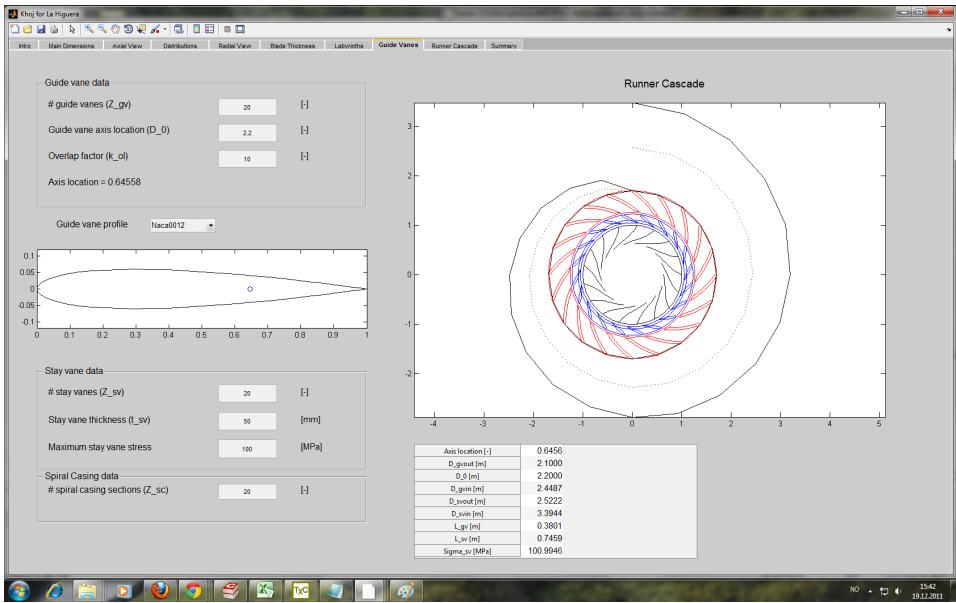 Khoj for La Higuera
Intro Main Dimensions Axial View Distributions Radial View Blade Thickness Labyrinths Guide Vanes Runner Cascade Summary
Guide vane data
# guide vanes (Z_gv) 20 [-]
Guide vane axis location (D_0) 2.2 [-]
Overlap factor (k_ol) 10 [-]
Axis location = 0.64558
Guide vane profile Naca0012
0.1
0.05
0
-0.05
-0.1
0 0.1 0.2 0.3 0.4 0.5 0.6 0.7 0.8 0.9 1
Stay vane data
# stay vanes (Z_sv) 20 [-]
Stay vane thickness (t_sv) 50 [mm]
Maximum stay vane stress 100 [MPa]
Spiral Casing data
# spiral casing sections (Z_sc) 20 [-]
Runner Cascade
3
2
1
0
-1
-2
-4 -3 -2 -1 0 1 2 3 4 5
Axis location [-] 0.6456
D_gvout [m] 2.1000
D_0 [m] 2.2000
D_gvin [m] 2.4487
D_svout [m] 2.5222
D_svin [m] 3.3944
L_gv [m] 0.3801
L_sv [m] 0.7459
Sigma_sv [MPa] 100.9946
TXC
NO 15:42
19.12.2011